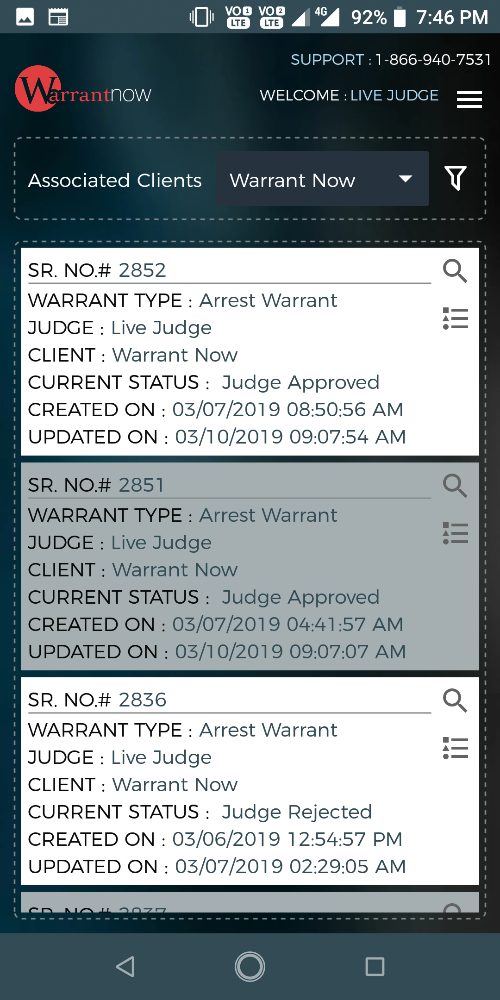 VO 1 LTE VO 2 LTE 4G 92% 7:46 PM
SUPPORT : 1-866-940-7531
Warrantnow
WELCOME : LIVE JUDGE
Associated Clients Warrant Now
SR. NO.# 2852
WARRANT TYPE : Arrest Warrant
JUDGE : Live Judge
CLIENT : Warrant Now
CURRENT STATUS : Judge Approved
CREATED ON : 03/07/2019 08:50:56 AM
UPDATED ON : 03/10/2019 09:07:54 AM
SR. NO.# 2851
WARRANT TYPE : Arrest Warrant
JUDGE : Live Judge
CLIENT : Warrant Now
CURRENT STATUS : Judge Approved
CREATED ON : 03/07/2019 04:41:57 AM
UPDATED ON : 03/10/2019 09:07:07 AM
SR. NO.# 2836
WARRANT TYPE : Arrest Warrant
JUDGE : Live Judge
CLIENT : Warrant Now
CURRENT STATUS : Judge Rejected
CREATED ON : 03/06/2019 12:54:57 PM
UPDATED ON : 03/07/2019 02:29:05 AM
SR. NO.# 2837